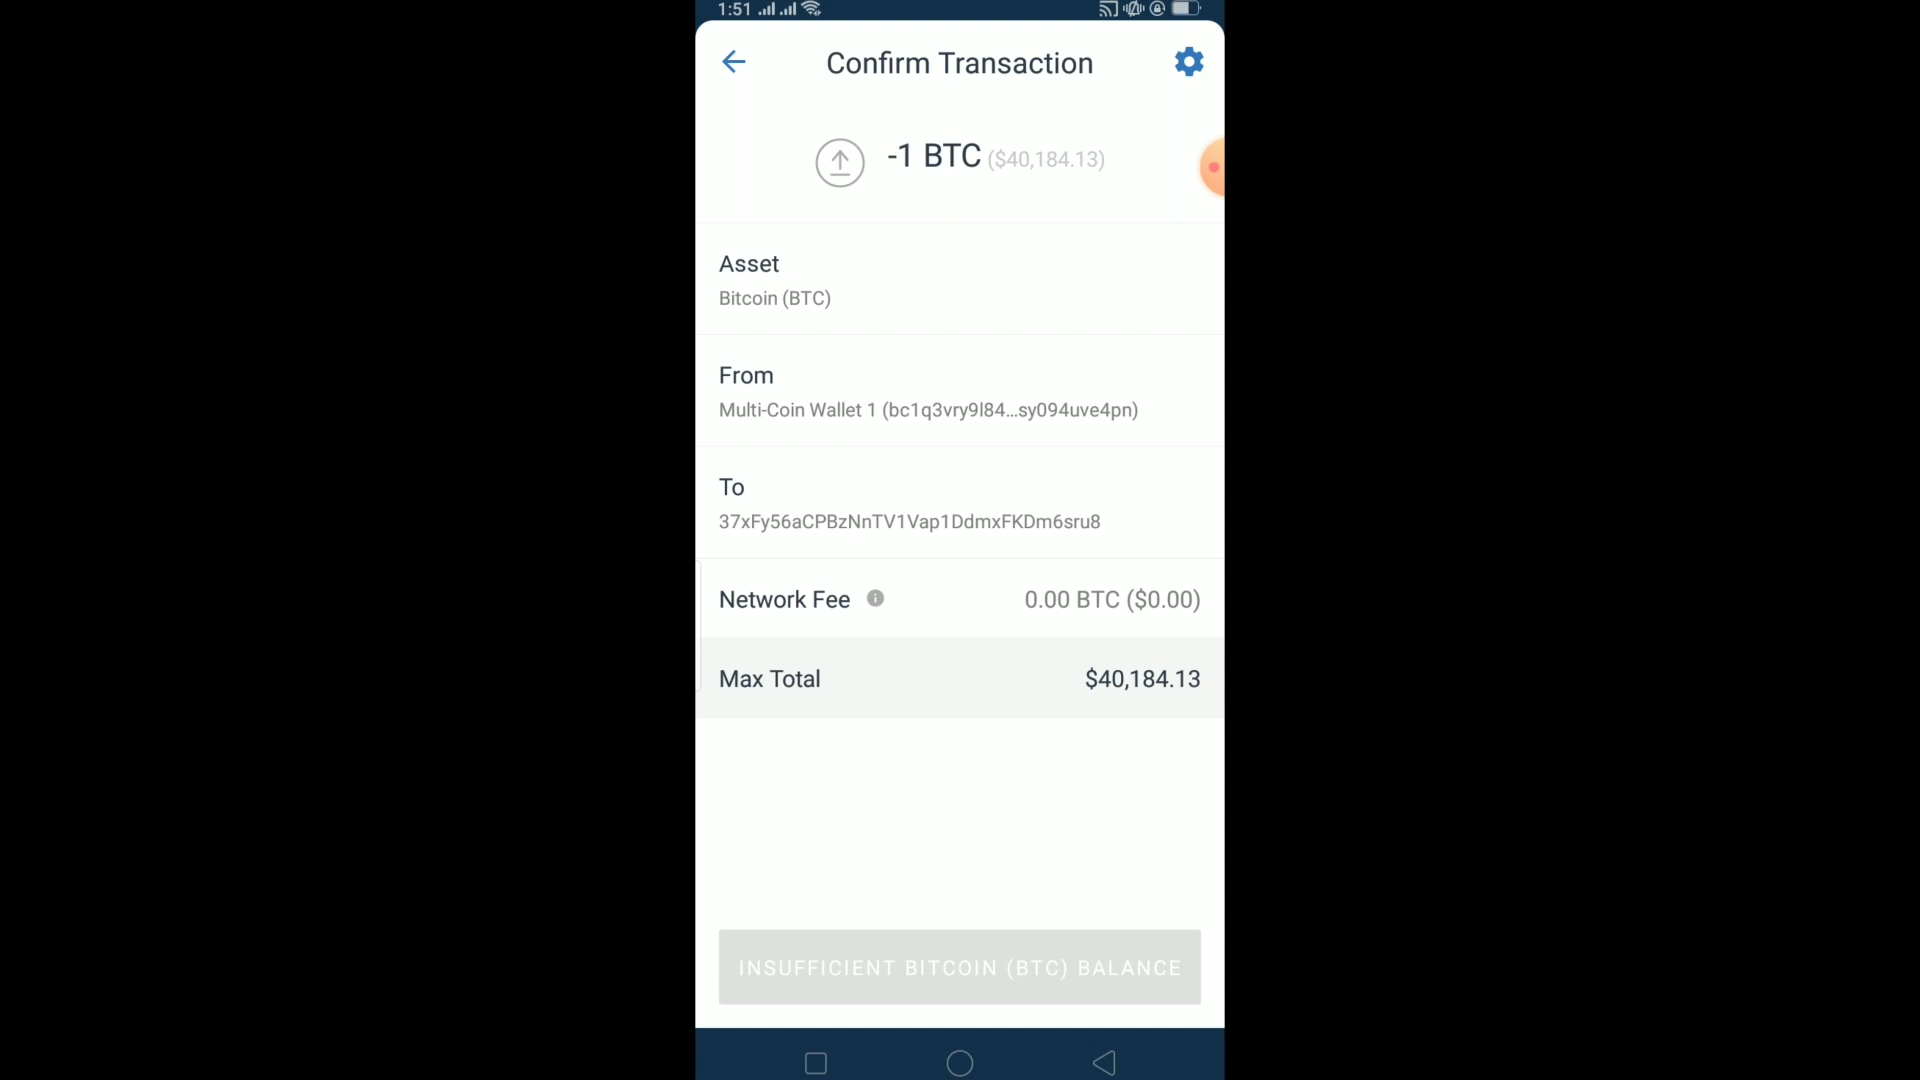 1:51
Confirm Transaction
-1 BTC ($40,184.13)
Asset
Bitcoin (BTC)
From
Multi-Coin Wallet 1 (bc1q3vry9l84...sy094uve4pn)
To
37xFy56aCPBzNnTV1Vap1DdmxFKDm6sru8
Network Fee 0.00 BTC ($0.00)
Max Total $40,184.13
INSUFFICIENT BITCOIN (BTC) BALANCE